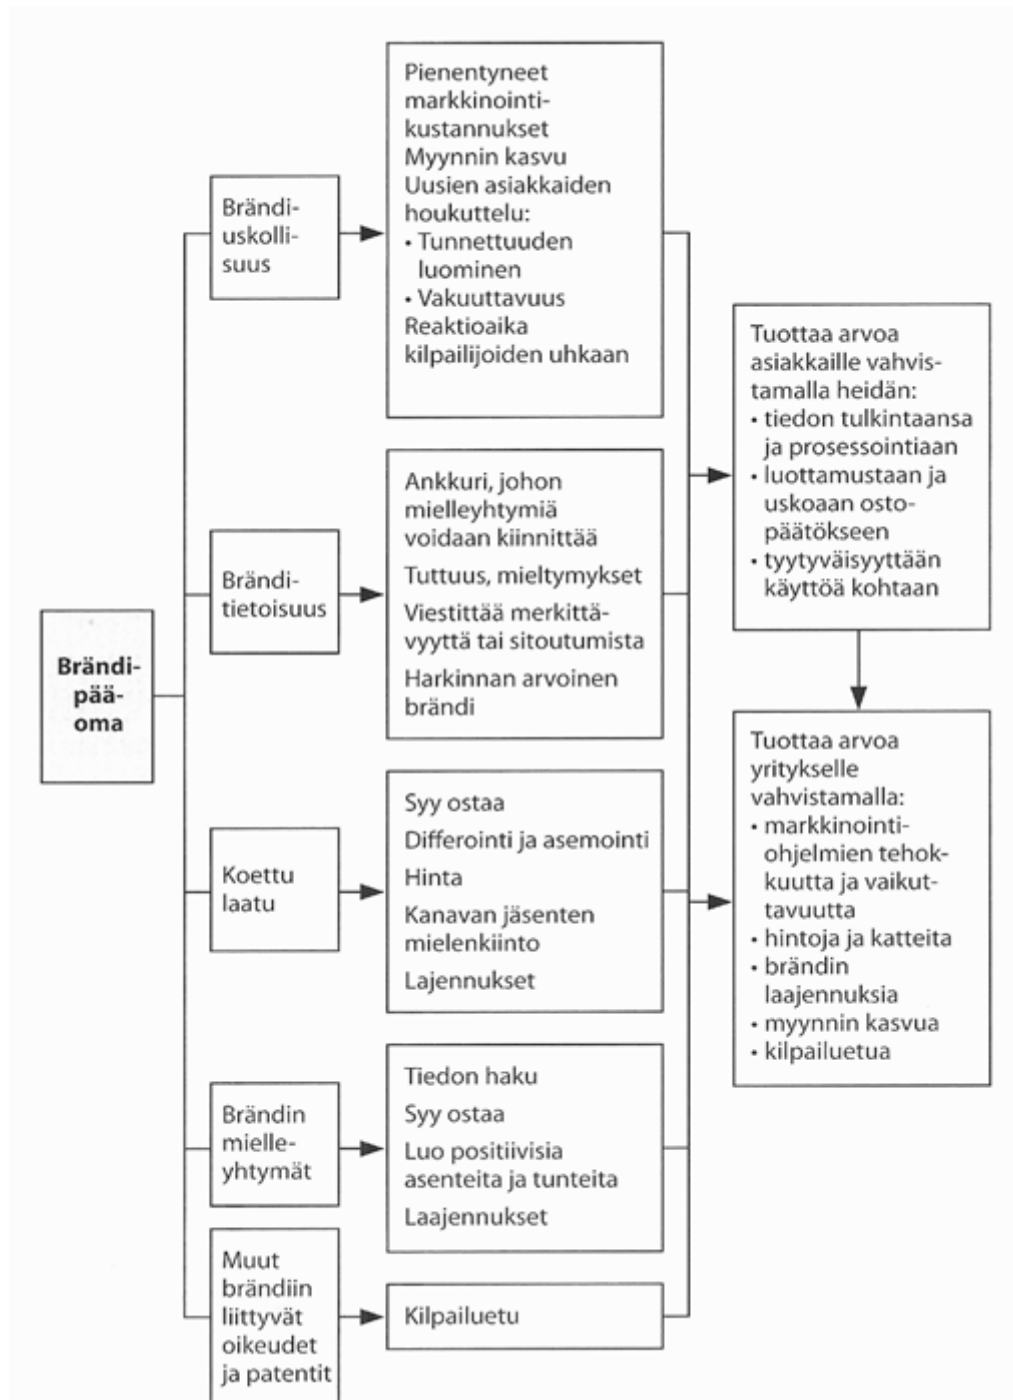 Brändi-
pää-
oma
Brändi-
uskolli-
suus
Pienentyneet
markkinointi-
kustannukset
Myynnin kasvu
Uusien asiakkaiden
houkuttelu:
• Tunnettuuden
luominen
• Vakuuttavuus
Reaktioaika
kilpailijoiden uhkaan
Brändi-
tietoisuus
Ankkuri, johon
mielleyhtymiä
voidaan kiinnittää
Tuttuus, mieltymykset
Viestittää merkittä-
vyyttä tai sitoutumista
Harkinnan arvoinen
brändi
Koettu
laatu
Syy ostaa
Differointi ja asemointi
Hinta
Kanavan jäsenten
mielenkiinto
Lajennukset
Brändin
mielle-
yhtymät
Tiedon haku
Syy ostaa
Luo positiivisia
asenteita ja tunteita
Laajennukset
Muut
brändiin
liittyvät
oikeudet
ja patentit
Kilpailuetu
Tuottaa arvoa
asiakkaille vahvis-
tamalla heidän:
• tiedon tulkintaansa
ja prosessointiaan
• luottamustaan ja
uskoaan osto-
päätökseen
• tyytyväisyyttään
käyttöä kohtaan
Tuottaa arvoa
yritykselle
vahvistamalla:
• markkinointi-
ohjelmien tehok-
kuutta ja vaikut-
tavuutta
• hintoja ja katteita
• brändin
laajennuksia
• myynnin kasvua
• kilpailuetua